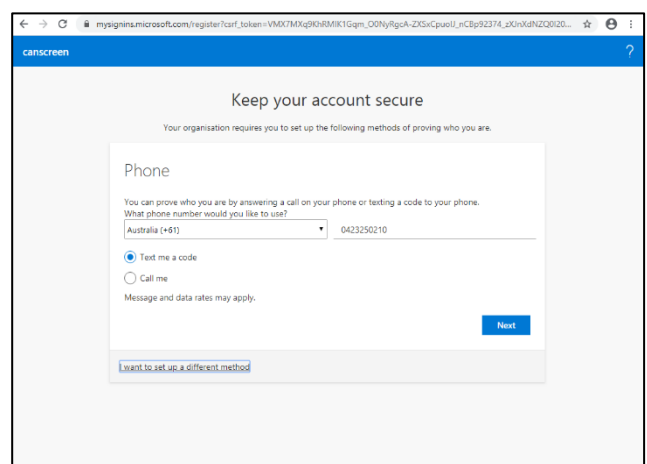 mysignins.microsoft.com/register?csrf_token=VMX7MXq9KhRMIK1Gqm_O0NyRgcA-ZXSxCpuoIJ_nCBp92374_zXJnXdNZQ0I20...
canscreen ?
Keep your account secure
Your organisation requires you to set up the following methods of proving who you are.
Phone
You can prove who you are by answering a call on your phone or texting a code to your phone.
What phone number would you like to use?
Australia (+61) 0423250210
Text me a code
Call me
Message and data rates may apply.
Next
I want to set up a different method